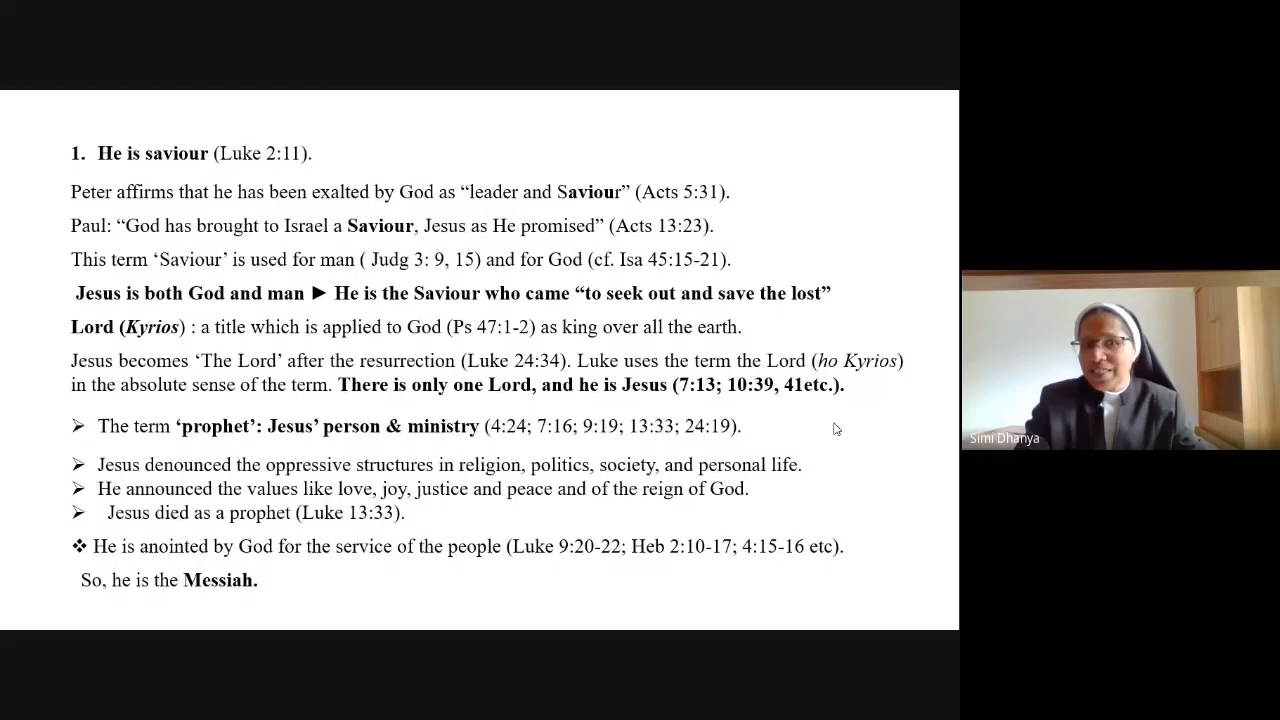 1. He is saviour (Luke 2:11).
Peter affirms that he has been exalted by God as “leader and Saviour” (Acts 5:31).
Paul: “God has brought to Israel a Saviour, Jesus as He promised” (Acts 13:23).
This term ‘Saviour’ is used for man ( Judg 3: 9, 15) and for God (cf. Isa 45:15-21).
Jesus is both God and man ► He is the Saviour who came “to seek out and save the lost”
Lord (Kyrios) : a title which is applied to God (Ps 47:1-2) as king over all the earth.
Jesus becomes ‘The Lord’ after the resurrection (Luke 24:34). Luke uses the term the Lord (ho Kyrios)
in the absolute sense of the term. There is only one Lord, and he is Jesus (7:13; 10:39, 41etc.).
➢ The term ‘prophet’: Jesus’ person & ministry (4:24; 7:16; 9:19; 13:33; 24:19).
➢ Jesus denounced the oppressive structures in religion, politics, society, and personal life.
➢ He announced the values like love, joy, justice and peace and of the reign of God.
➢ Jesus died as a prophet (Luke 13:33).
❖ He is anointed by God for the service of the people (Luke 9:20-22; Heb 2:10-17; 4:15-16 etc).
So, he is the Messiah.
Simi Dhanya